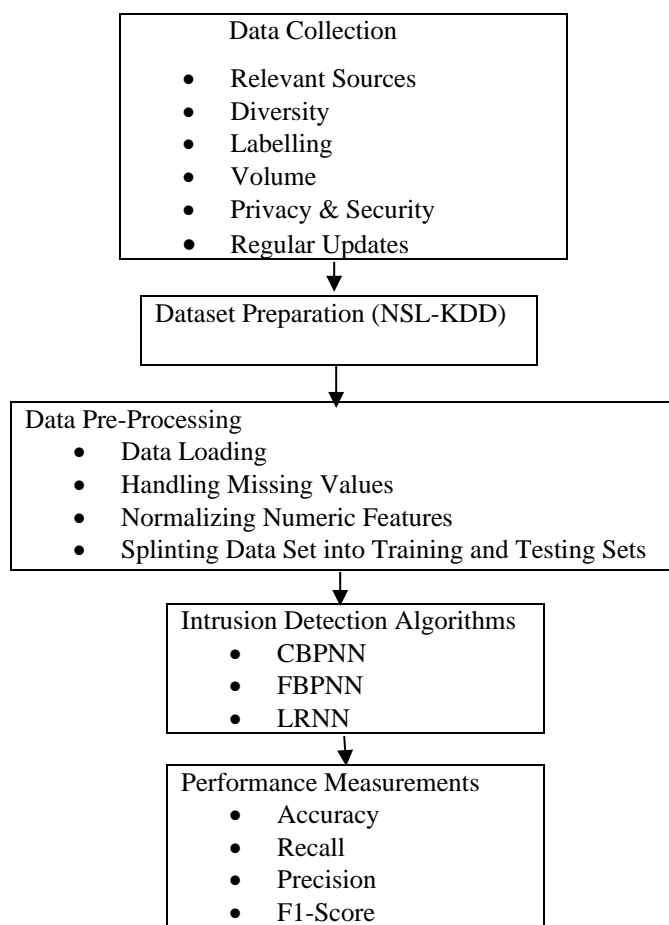 Data Collection
• Relevant Sources
• Diversity
• Labelling
• Volume
• Privacy & Security
• Regular Updates
Dataset Preparation (NSL-KDD)
Data Pre-Processing
• Data Loading
• Handling Missing Values
• Normalizing Numeric Features
• Splinting Data Set into Training and Testing Sets
Intrusion Detection Algorithms
• CBPNN
• FBPNN
• LRNN
Performance Measurements
• Accuracy
• Recall
• Precision
• F1-Score